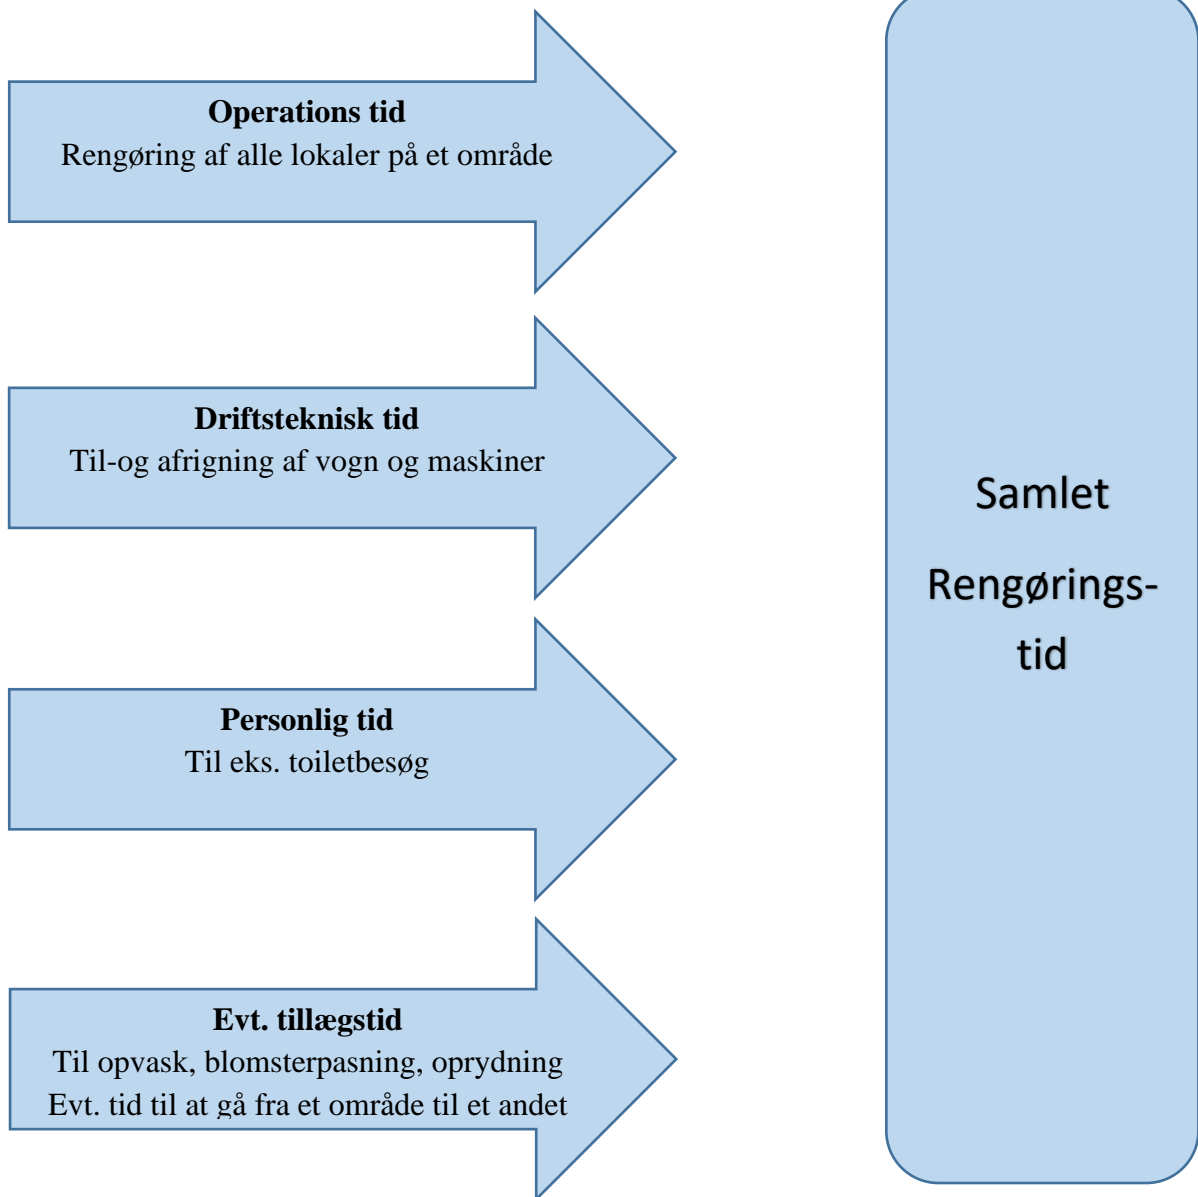 Operations tid
Rengøring af alle lokaler på et område
Driftsteknisk tid
Til-og afrigning af vogn og maskiner
Personlig tid
Til eks. toiletbesøg
Evt. tillægstid
Til opvask, blomsterpasning, oprydning
Evt. tid til at gå fra et område til et andet
Samlet
Rengørings-
tid